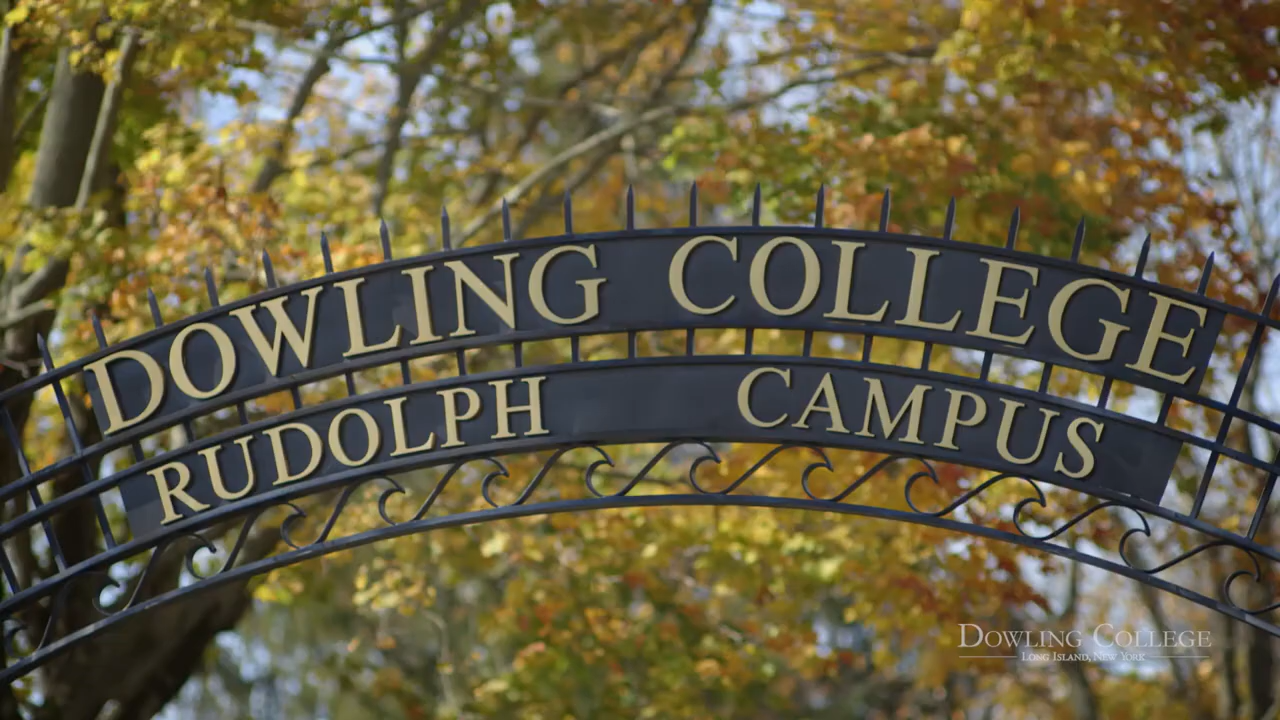 DOWLING COLLEGE
RUDOLPH CAMPUS
DOWLING COLLEGE
LONG ISLAND, NEW YORK